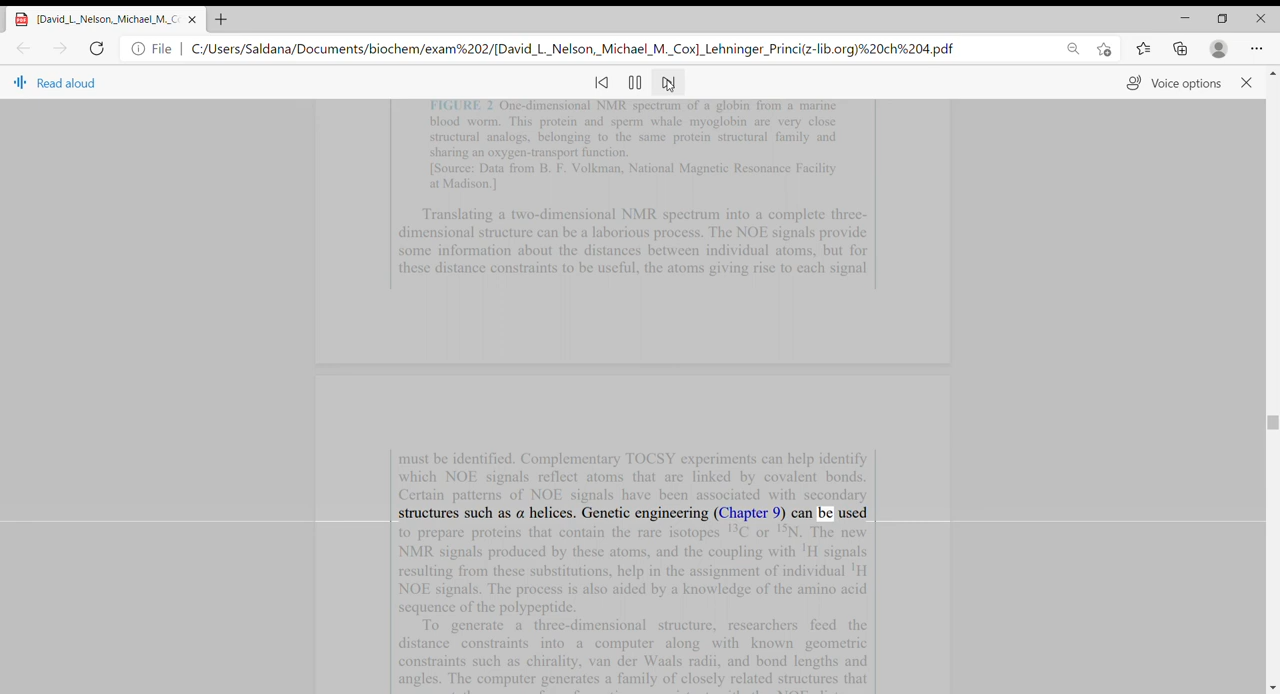 [David_L._Nelson,_Michael_M._C
File | C:/Users/Saldana/Documents/biochem/exam%202/[David_L._Nelson,_Michael_M._Cox]_Lehninger_Princi(z-lib.org)%20ch%204.pdf
Read aloud
Voice options
FIGURE 2 One-dimensional NMR spectrum of a globin from a marine
blood worm. This protein and sperm whale myoglobin are very close
structural analogs, belonging to the same protein structural family and
sharing an oxygen-transport function.
[Source: Data from B. F. Volkman, National Magnetic Resonance Facility
at Madison.]
Translating a two-dimensional NMR spectrum into a complete three-
dimensional structure can be a laborious process. The NOE signals provide
some information about the distances between individual atoms, but for
these distance constraints to be useful, the atoms giving rise to each signal
must be identified. Complementary TOCSY experiments can help identify
which NOE signals reflect atoms that are linked by covalent bonds.
Certain patterns of NOE signals have been associated with secondary
structures such as α helices. Genetic engineering (Chapter 9) can be used
to prepare proteins that contain the rare isotopes ¹³C or ¹⁵N. The new
NMR signals produced by these atoms, and the coupling with ¹H signals
resulting from these substitutions, help in the assignment of individual ¹H
NOE signals. The process is also aided by a knowledge of the amino acid
sequence of the polypeptide.
To generate a three-dimensional structure, researchers feed the
distance constraints into a computer along with known geometric
constraints such as chirality, van der Waals radii, and bond lengths and
angles. The computer generates a family of closely related structures that